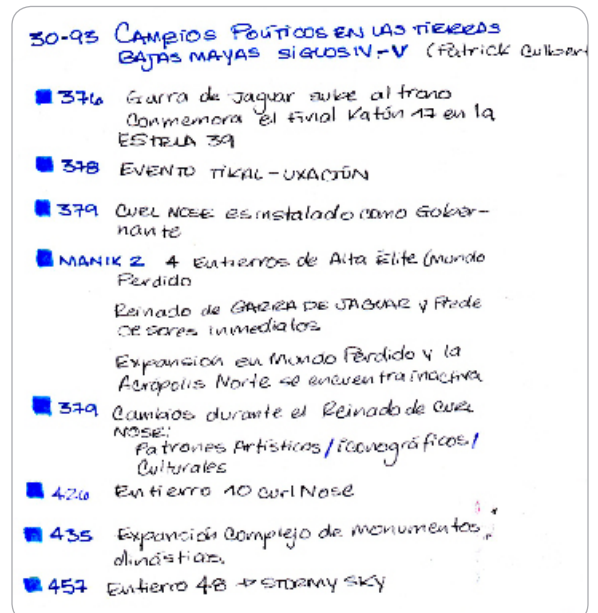 30-93 CAMBIOS POLÍTICOS EN LAS TIERRAS
BAJAS MAYAS SIGLOS IV-V (Patrick Culbert
376 Garra de Jaguar sube al trono
Conmemora el final Katún 17 en la
ESTELA 39
378 EVENTO TIKAL-UXACTÚN
379 CURL NOSE es instalado como Gober-
nante
MANIK 2 4 Entierros de Alta Élite (Mundo
Perdido
Reinado de GARRA DE JAGUAR y Prede
cesores inmediatos
Expansión en Mundo Perdido y la
Acrópolis Norte se encuentra inactiva
379 Cambios durante el Reinado de CURL
NOSE:
Patrones Artísticos/iconográficos/
Culturales
426 Entierro 10 Curl Nose
435 Expansión Complejo de monumentos
dinástias.
457 Entierro 48 → STORMY SKY